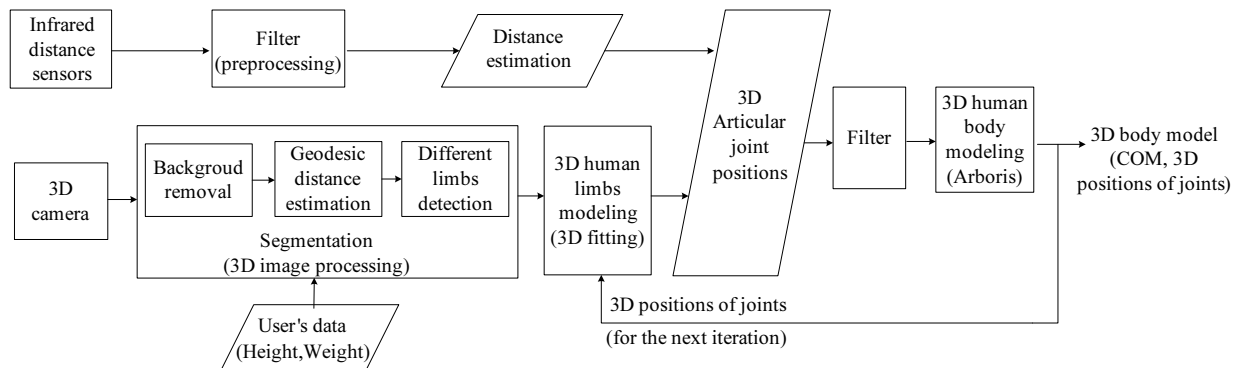 Infrared
distance
sensors
Filter
(preprocessing)
Distance
estimation
3D
Articular
joint
positions
Filter
3D human
body
modeling
(Arboris)
3D body model
(COM, 3D
positions of joints)
3D
camera
Backgroud
removal
Geodesic
distance
estimation
Different
limbs
detection
Segmentation
(3D image processing)
3D human
limbs
modeling
(3D fitting)
User's data
(Height,Weight)
3D positions of joints
(for the next iteration)